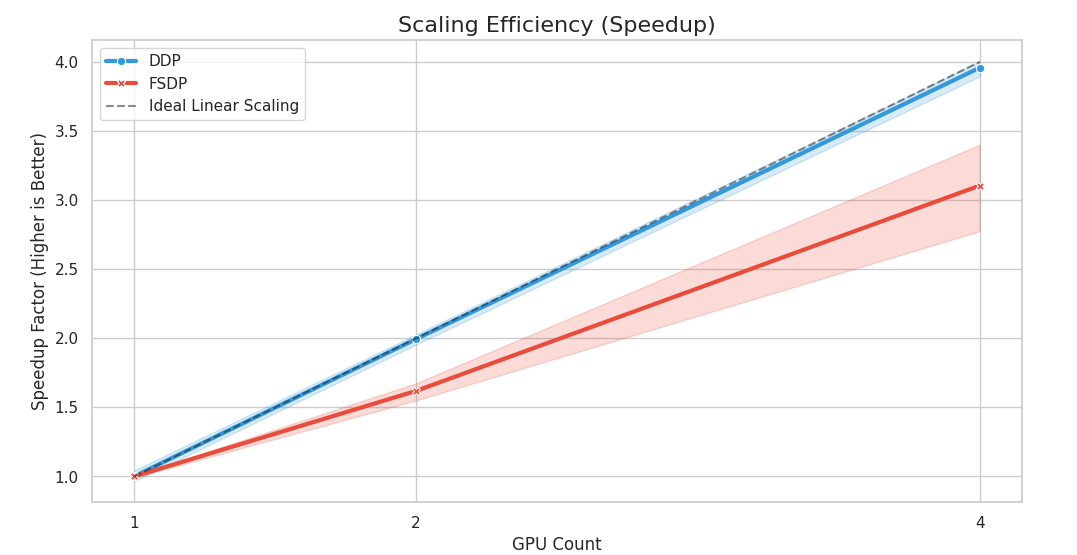 Scaling Efficiency (Speedup)
DDP
FSDP
Ideal Linear Scaling
Speedup Factor (Higher is Better)
4.0
3.5
3.0
2.5
2.0
1.5
1.0
1
2
4
GPU Count